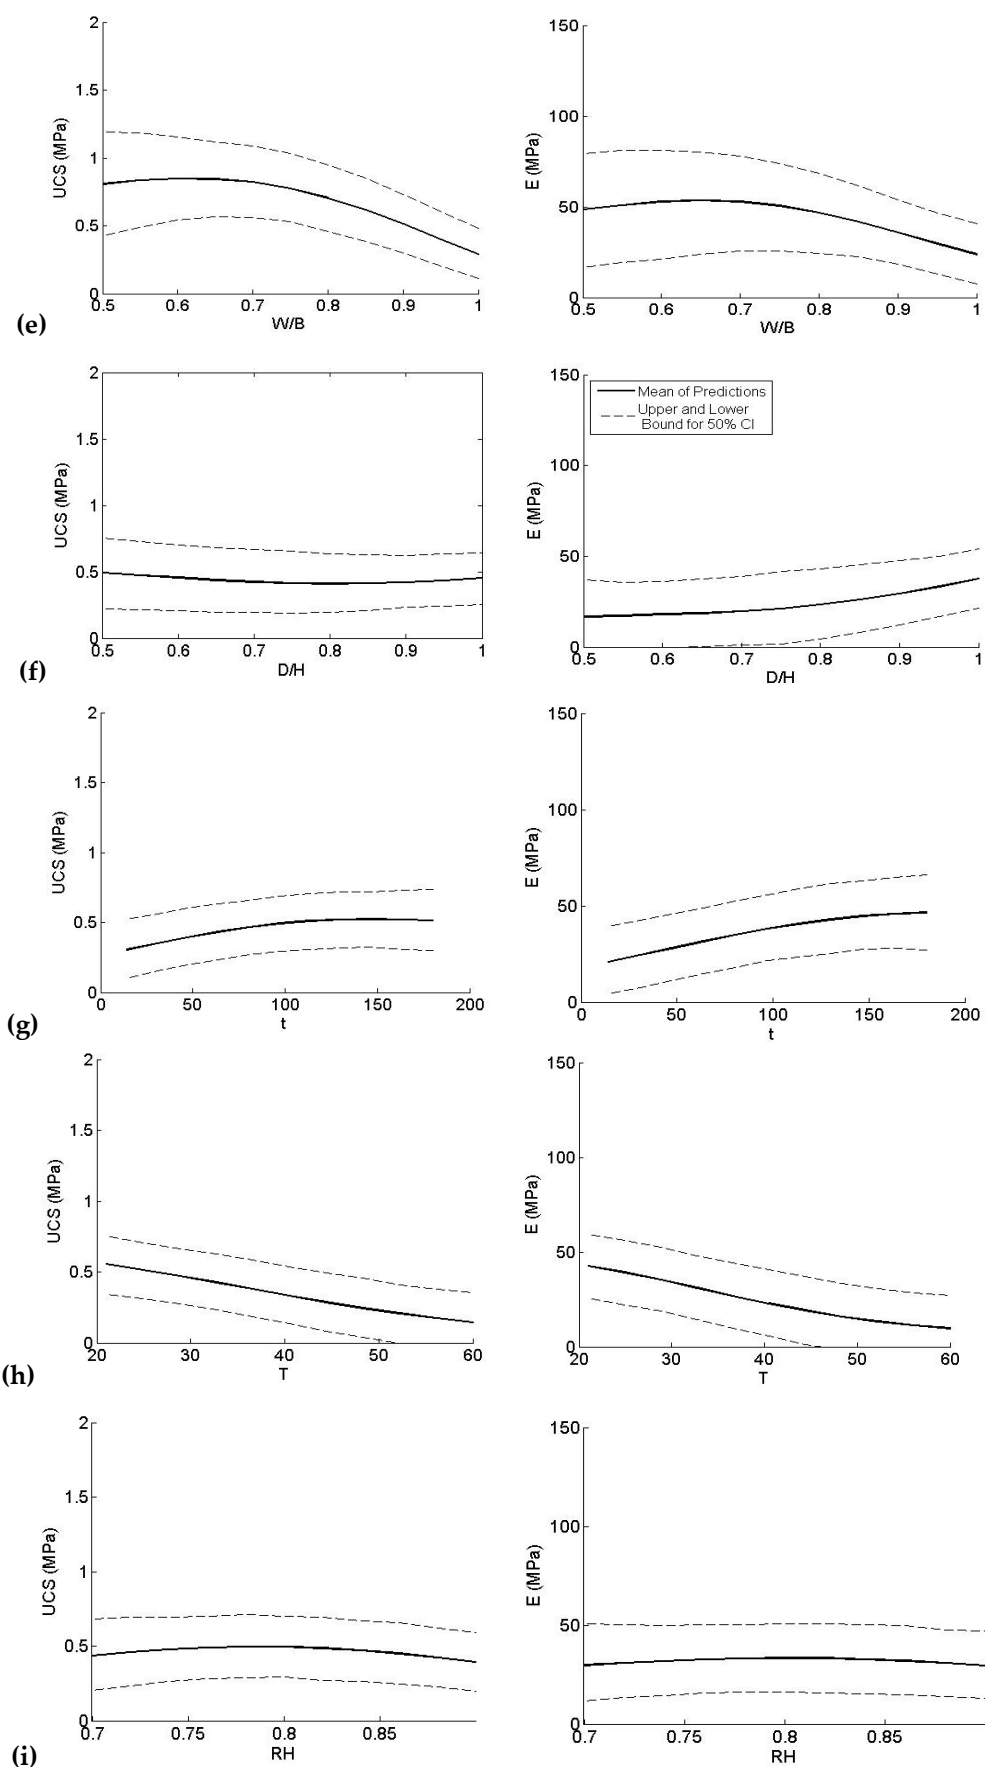 2
1.5
1
0.5
0
UCS (MPa)
0.5 0.6 0.7 0.8 0.9 1
W/B
150
100
50
0
E (MPa)
0.5 0.6 0.7 0.8 0.9 1
W/B
(e)
2
1.5
1
0.5
0
UCS (MPa)
0.5 0.6 0.7 0.8 0.9 1
D/H
150
100
50
0
E (MPa)
Mean of Predictions
Upper and Lower
Bound for 50% CI
0.5 0.6 0.7 0.8 0.9 1
D/H
(f)
2
1.5
1
0.5
0
UCS (MPa)
0 50 100 150 200
t
150
100
50
0
E (MPa)
0 50 100 150 200
t
(g)
2
1.5
1
0.5
0
UCS (MPa)
20 30 40 50 60
T
150
100
50
0
E (MPa)
20 30 40 50 60
T
(h)
2
1.5
1
0.5
0
UCS (MPa)
0.7 0.75 0.8 0.85
RH
150
100
50
0
E (MPa)
0.7 0.75 0.8 0.85
RH
(i)